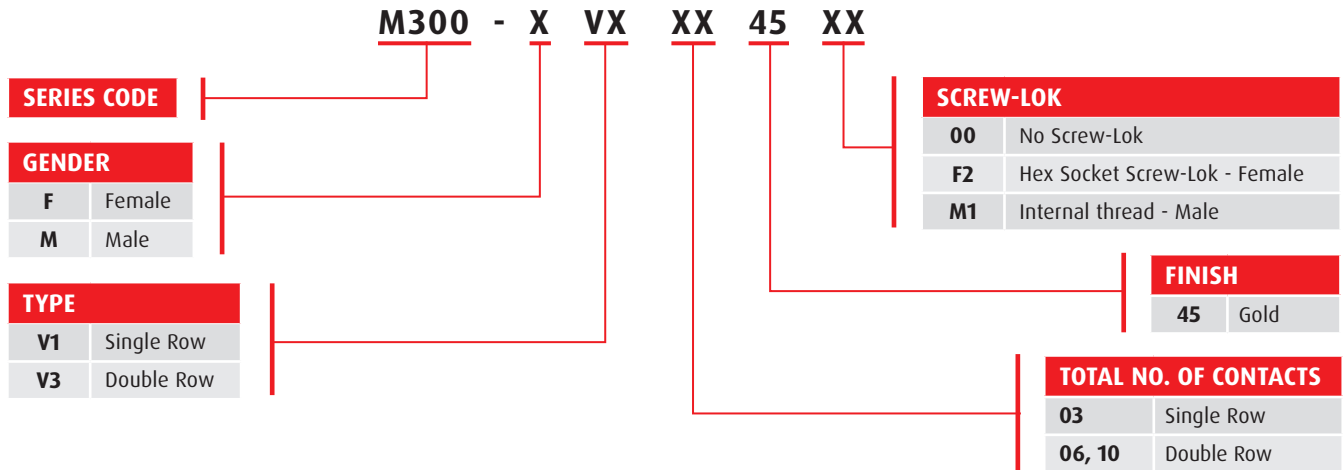 M300 - X VX XX 45 XX
SERIES CODE
GENDER
F Female
M Male
TYPE
V1 Single Row
V3 Double Row
SCREW-LOK
00 No Screw-Lok
F2 Hex Socket Screw-Lok - Female
M1 Internal thread - Male
FINISH
45 Gold
TOTAL NO. OF CONTACTS
03 Single Row
06, 10 Double Row